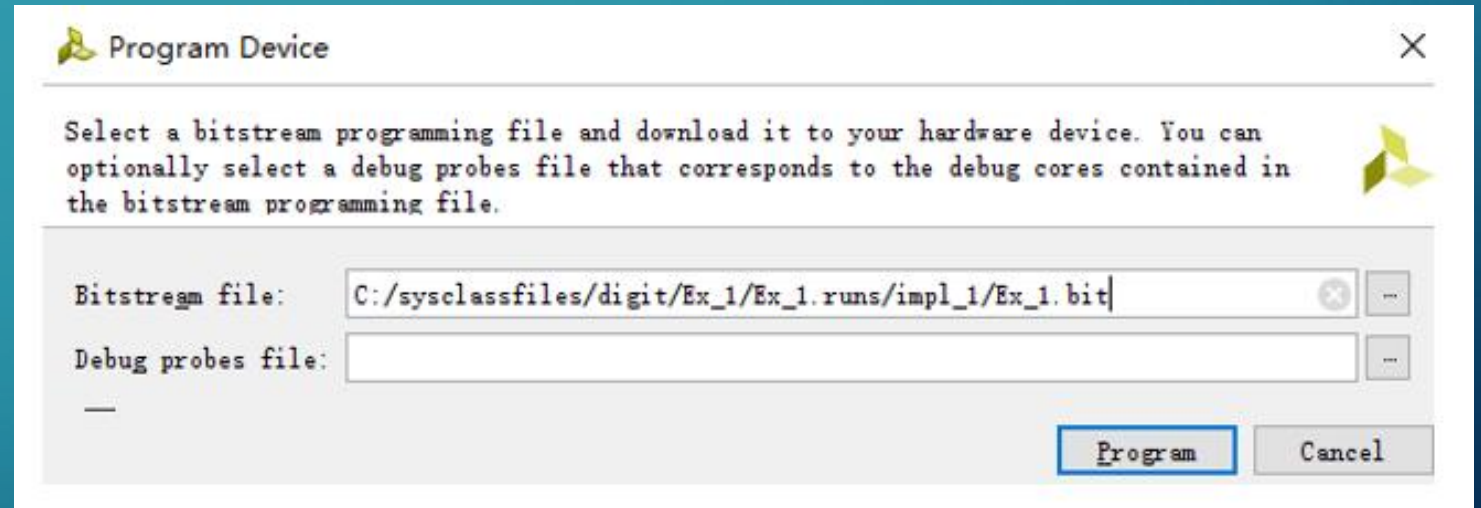 Program Device
Select a bitstream programming file and download it to your hardware device. You can
optionally select a debug probes file that corresponds to the debug cores contained in
the bitstream programming file.
Bitstream file: C:/sysclassfiles/digit/Ex_1/Ex_1.runs/impl_1/Ex_1.bit ...
Debug probes file: ...
Program Cancel